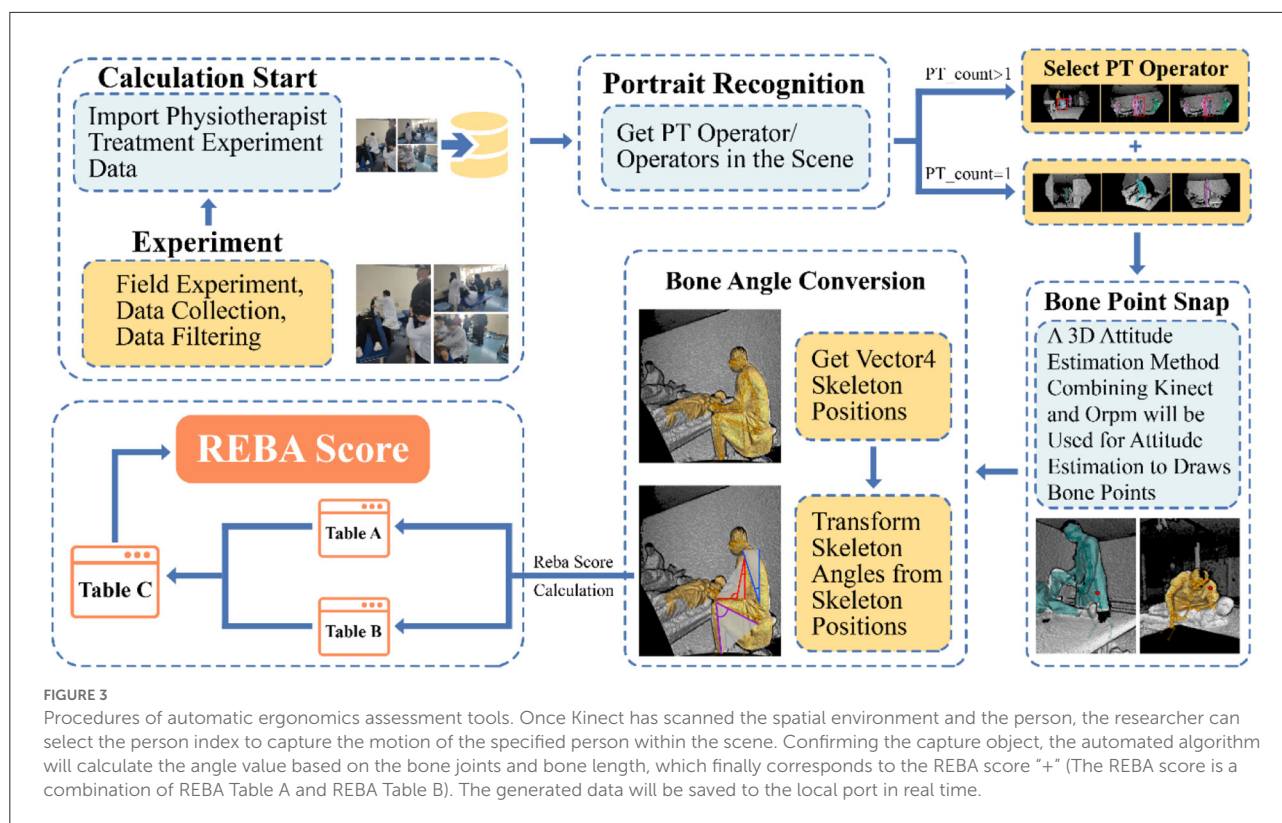 Calculation Start
Import Physiotherapist
Treatment Experiment
Data
Experiment
Field Experiment,
Data Collection,
Data Filtering
Portrait Recognition
Get PT Operator/
Operators in the Scene
PT_count>1
PT_count=1
Select PT Operator
+
Bone Point Snap
A 3D Attitude
Estimation Method
Combining Kinect
and Orpm will be
Used for Attitude
Estimation to Draws
Bone Points
Bone Angle Conversion
Get Vector4
Skeleton
Positions
Transform
Skeleton
Angles from
Skeleton
Positions
Reba Score
Calculation
Table A
Table B
Table C
REBA Score
FIGURE 3
Procedures of automatic ergonomics assessment tools. Once Kinect has scanned the spatial environment and the person, the researcher can
select the person index to capture the motion of the specified person within the scene. Confirming the capture object, the automated algorithm
will calculate the angle value based on the bone joints and bone length, which finally corresponds to the REBA score “+” (The REBA score is a
combination of REBA Table A and REBA Table B). The generated data will be saved to the local port in real time.